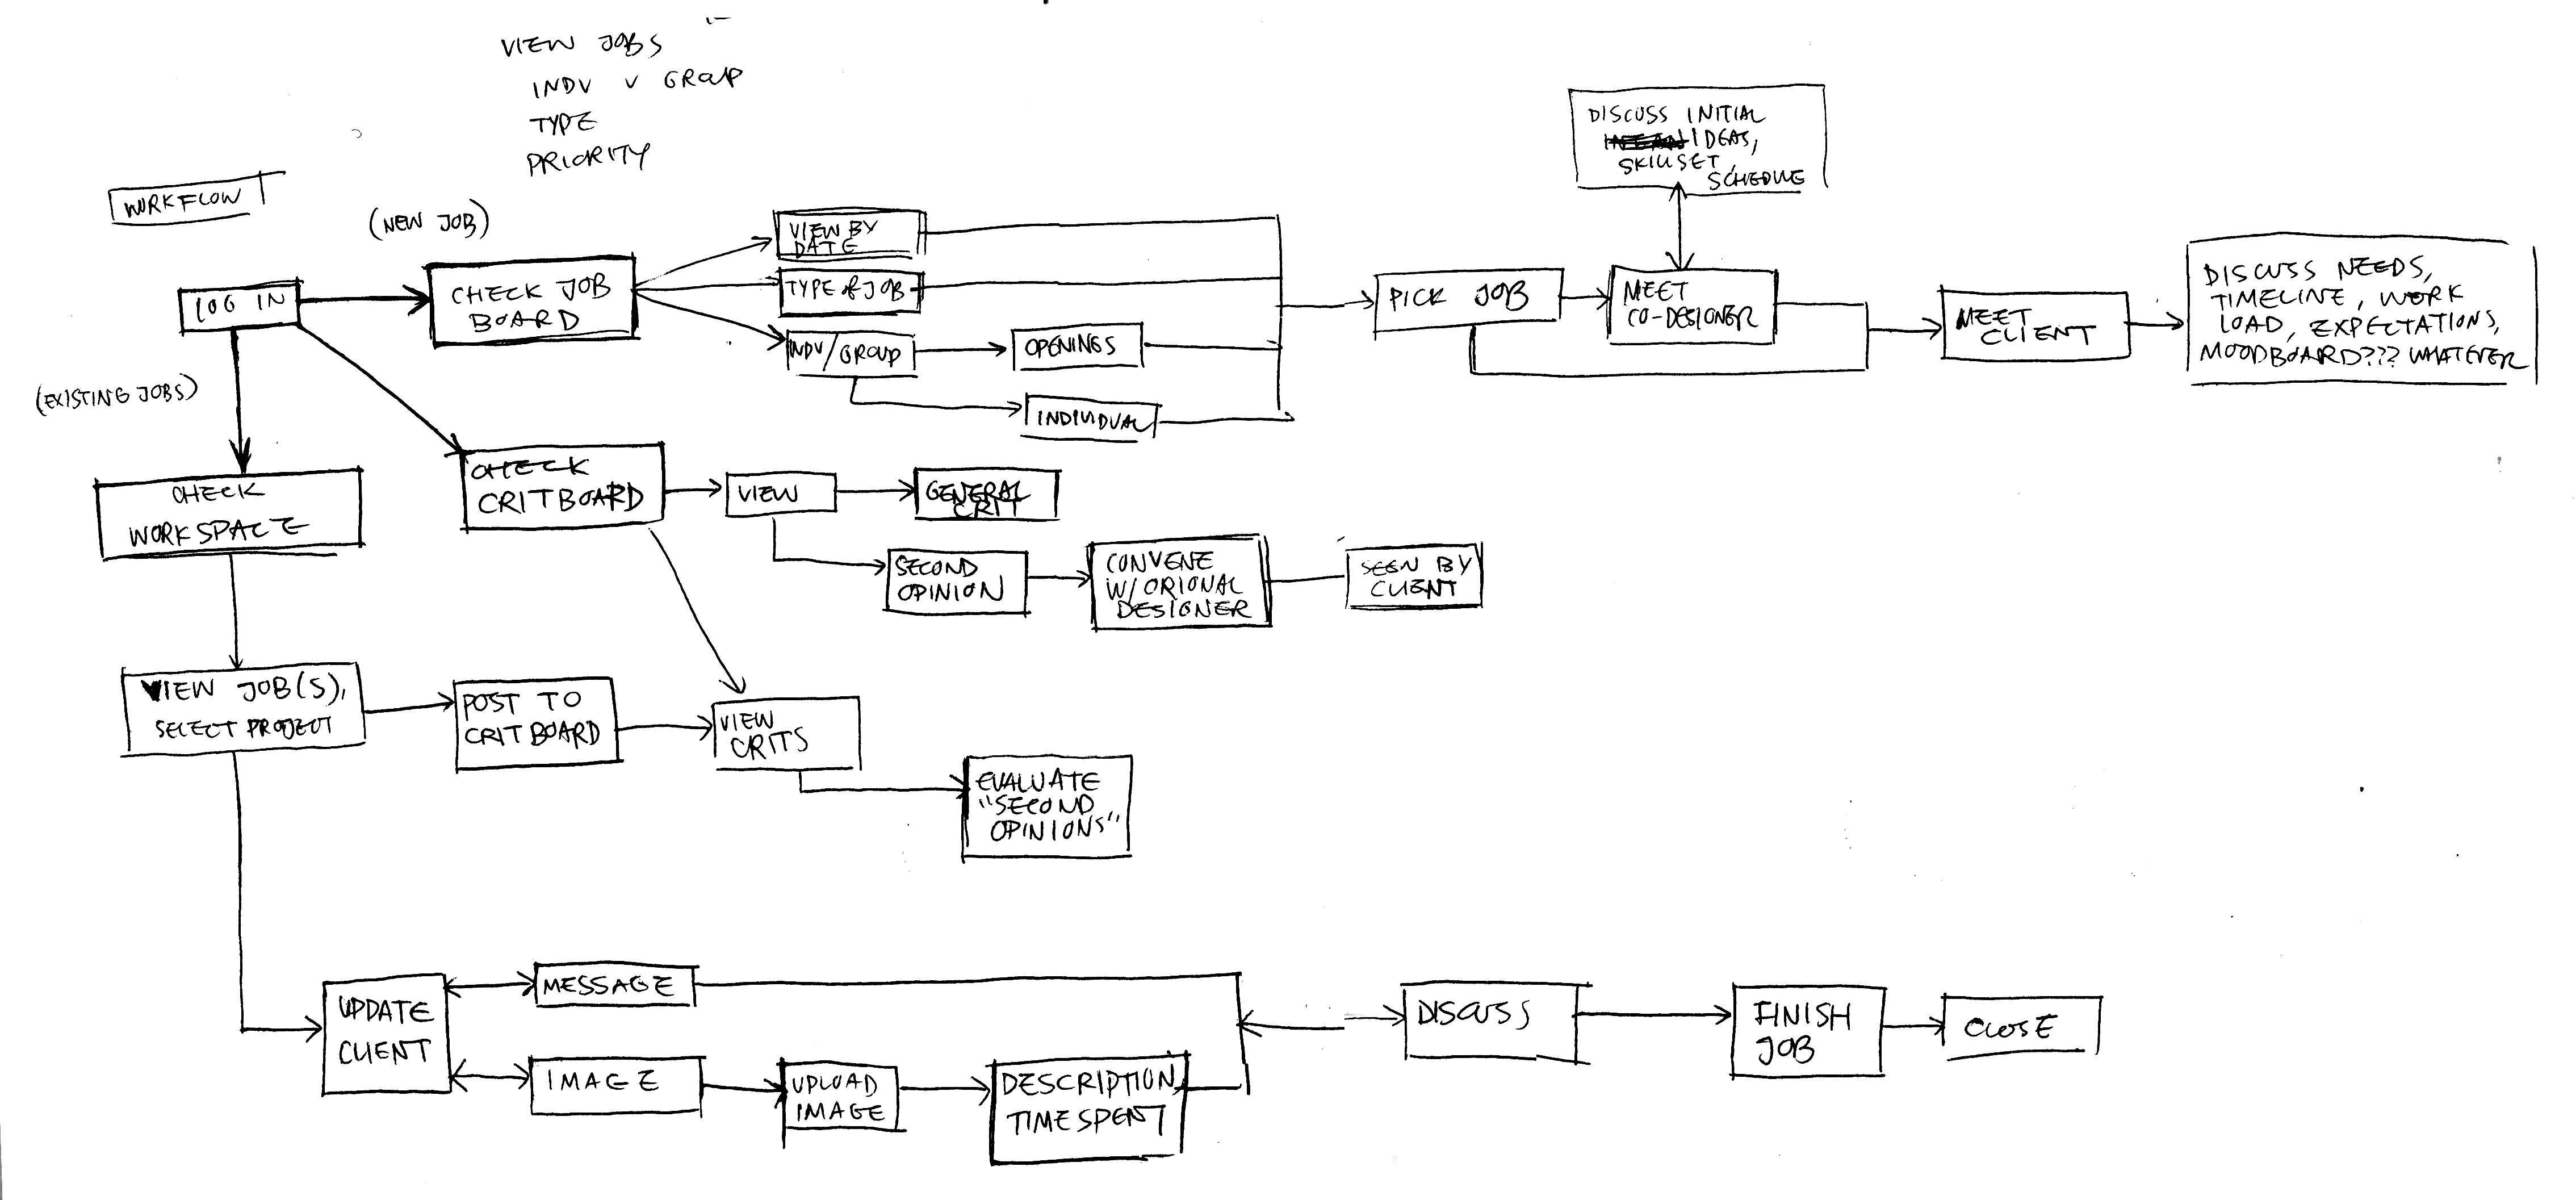 VIEW JOBS
INDV V GROUP
TYPE
PRIORITY
WORKFLOW
(NEW JOB)
LOG IN
(EXISTING JOBS)
CHECK JOB
BOARD
VIEW BY
DATE
TYPE of JOB
INDV/GROUP
OPENINGS
INDIVIDUAL
PICK JOB
DISCUSS INITIAL
IDEAS,
SKILLSET,
SCHEDULE
MEET
CO-DESIGNER
MEET
CLIENT
DISCUSS NEEDS,
TIMELINE, WORK
LOAD, EXPECTATIONS,
MOODBOARD??? WHATEVER
CHECK
WORKSPACE
CHECK
CRITBOARD
VIEW
GENERAL
CRIT
SECOND
OPINION
CONVENE
W/ORIONAL
DESIGNER
SEEN BY
CLIENT
VIEW JOB(S),
SELECT PROJECT
POST TO
CRITBOARD
VIEW
CRITS
EVALUATE
"SECOND
OPINIONS"
UPDATE
CLIENT
MESSAGE
IMAGE
UPLOAD
IMAGE
DESCRIPTION,
TIME SPENT
DISCUSS
FINISH
JOB
CLOSE